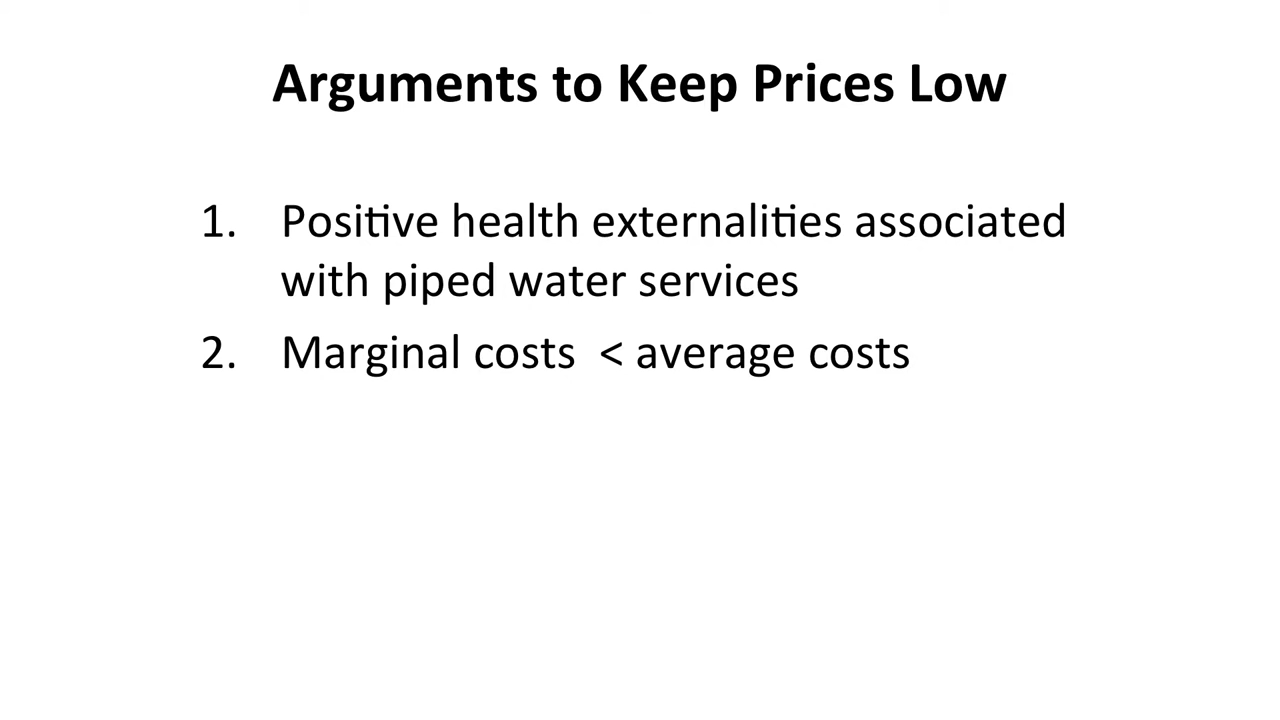 Arguments to Keep Prices Low
1. Positive health externalities associated
with piped water services
2. Marginal costs < average costs